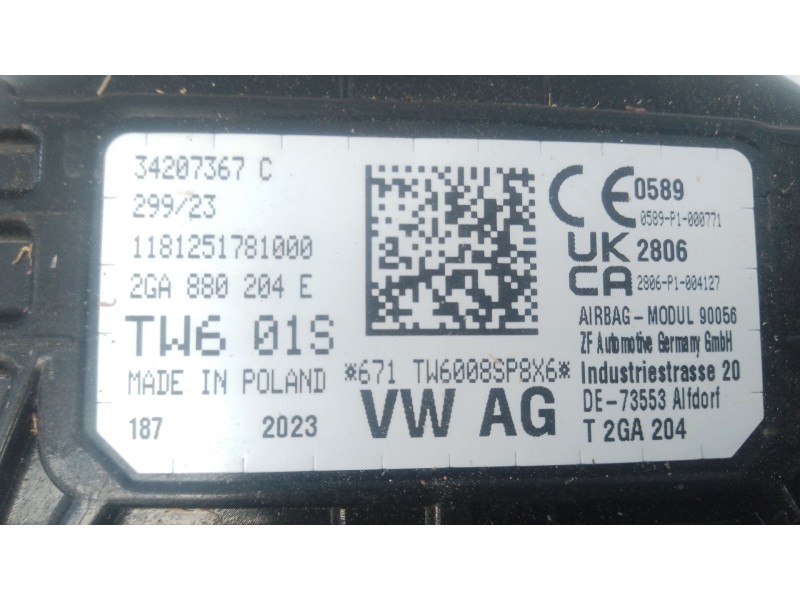 34207367 C
299/23
1181251781000
2GA 880 204 E
TW6 01S
MADE IN POLAND
187 2023
*671 TW6008SP8X6*
VW AG
CE 0589
0589-P1-000771
UK 2806
CA 2806-P1-004127
AIRBAG-MODUL 90056
ZF Automotive Germany GmbH
Industriestrasse 20
DE-73553 Alfdorf
T 2GA 204